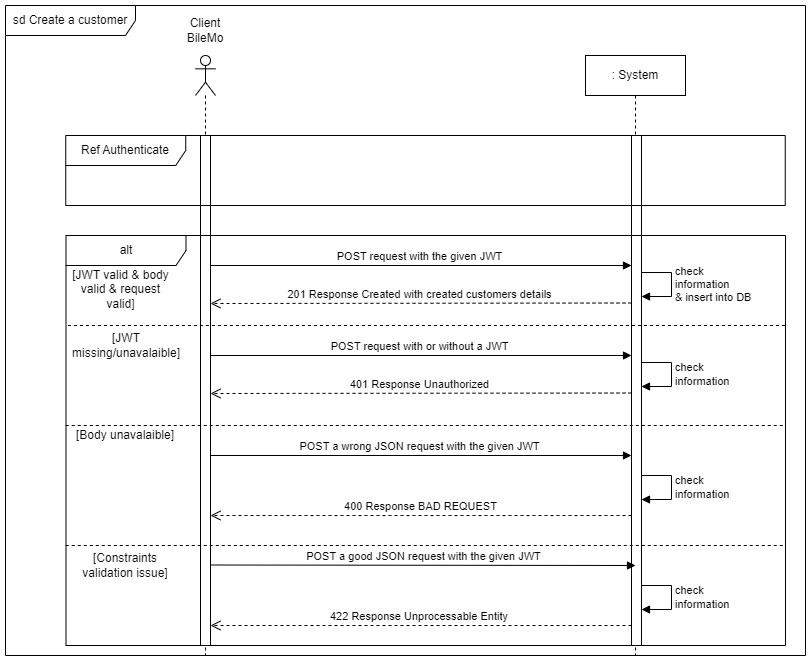 sd Create a customer
Client
BileMo
: System
Ref Authenticate
alt
[JWT valid & body
valid & request
valid]
POST request with the given JWT
check
information
& insert into DB
201 Response Created with created customers details
[JWT
missing/unavalaible]
POST request with or without a JWT
check
information
401 Response Unauthorized
[Body unavalaible]
POST a wrong JSON request with the given JWT
check
information
400 Response BAD REQUEST
[Constraints
validation issue]
POST a good JSON request with the given JWT
check
information
422 Response Unprocessable Entity